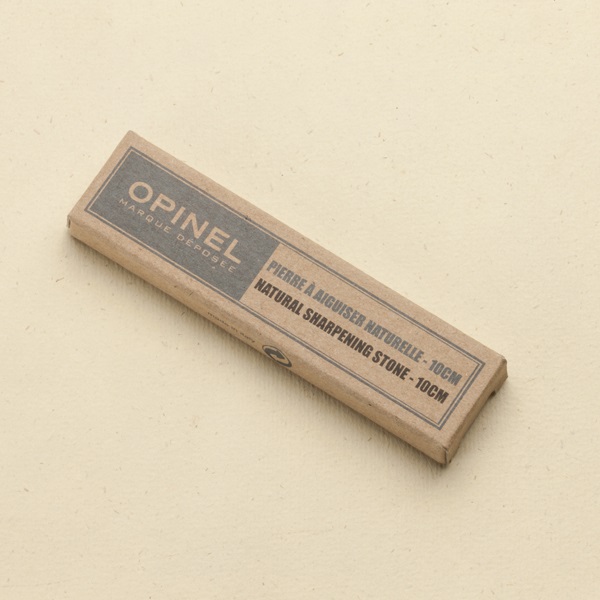 OPINEL
MARQUE DÉPOSÉE
PIERRE À AIGUISER NATURELLE - 10CM
NATURAL SHARPENING STONE - 10CM